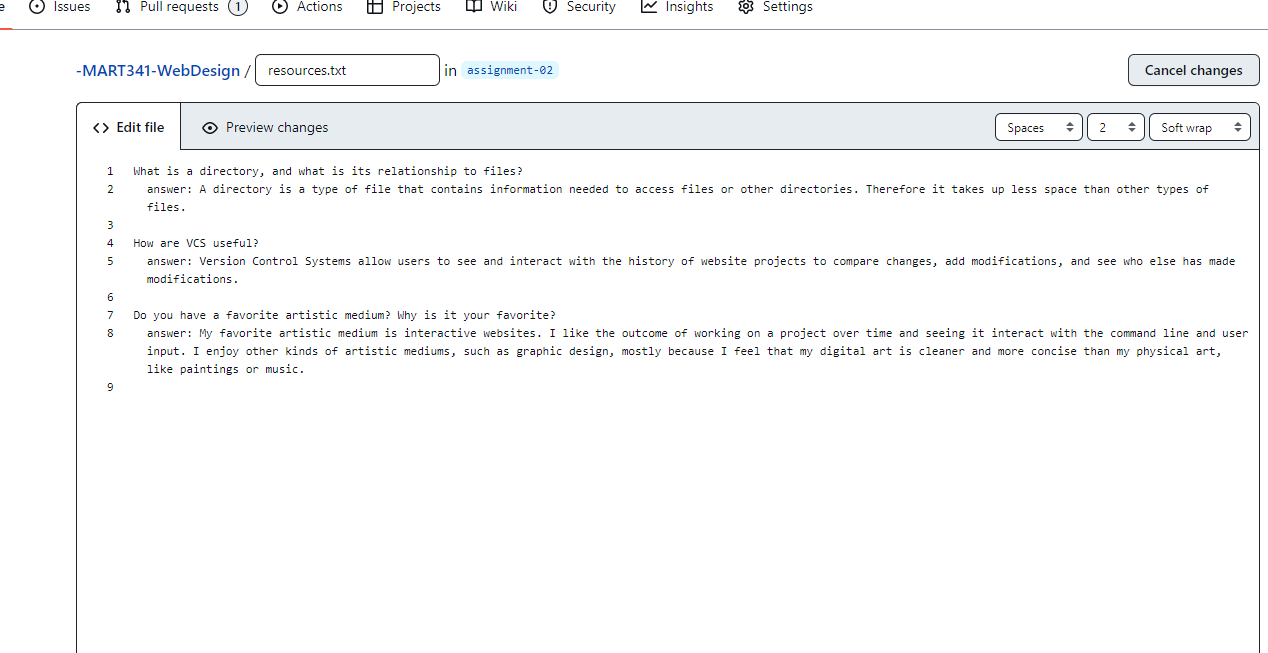 Issues Pull requests 1 Actions Projects Wiki Security Insights Settings
-MART341-WebDesign / resources.txt in assignment-02 Cancel changes
<> Edit file Preview changes Spaces 2 Soft wrap
1 What is a directory, and what is its relationship to files?
2 answer: A directory is a type of file that contains information needed to access files or other directories. Therefore it takes up less space than other types of
files.
3
4 How are VCS useful?
5 answer: Version Control Systems allow users to see and interact with the history of website projects to compare changes, add modifications, and see who else has made
modifications.
6
7 Do you have a favorite artistic medium? Why is it your favorite?
8 answer: My favorite artistic medium is interactive websites. I like the outcome of working on a project over time and seeing it interact with the command line and user
input. I enjoy other kinds of artistic mediums, such as graphic design, mostly because I feel that my digital art is cleaner and more concise than my physical art,
like paintings or music.
9